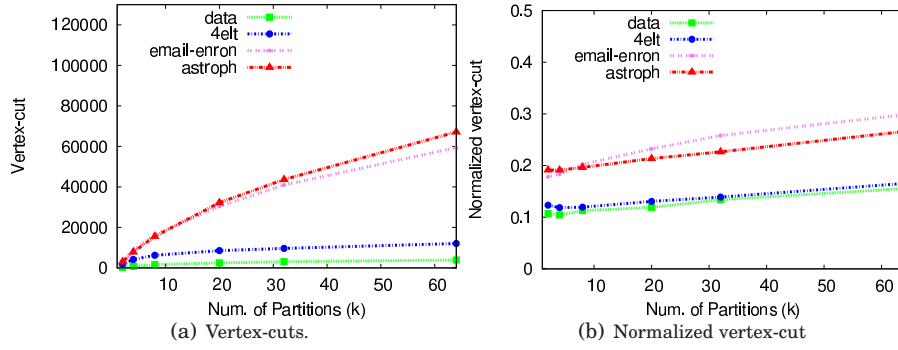 data
4elt
email-enron
astroph
120000
100000
80000
60000
40000
20000
0
10 20 30 40 50 60
Vertex-cut
Num. of Partitions (k)
(a) Vertex-cuts.
data
4elt
email-enron
astroph
0.5
0.4
0.3
0.2
0.1
0
10 20 30 40 50 60
Normalized vertex-cut
Num. of Partitions (k)
(b) Normalized vertex-cut